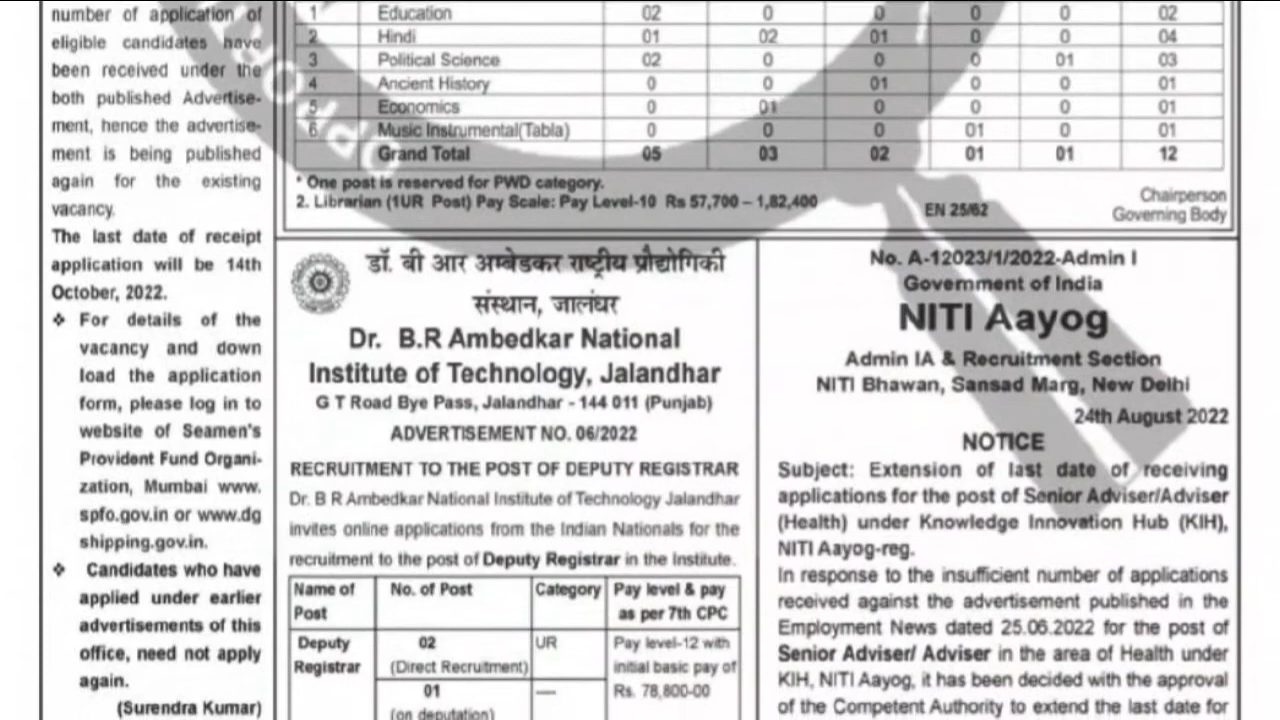 number of application of
eligible candidates have
been received under the
both published Advertise-
ment, hence the advertise-
ment is being published
again for the existing
vacancy.
The last date of receipt
application will be 14th
October, 2022.
❖ For details of the
vacancy and down
load the application
form, please log in to
website of Seamen's
Provident Fund Organi-
zation, Mumbai www.
spfo.gov.in or www.dg
shipping.gov.in.
❖ Candidates who have
applied under earlier
advertisements of this
office, need not apply
again.
(Surendra Kumar)
1 Education 02 0 0 0 0 02
2 Hindi 01 02 01 0 0 04
3 Political Science 02 0 0 0 01 03
4 Ancient History 0 0 01 0 0 01
5 Economics 0 01 0 0 0 01
6 Music Instrumental(Tabla) 0 0 0 01 0 01
Grand Total 05 03 02 01 01 12
* One post is reserved for PWD category.
2. Librarian (1UR Post) Pay Scale: Pay Level-10 Rs 57,700 – 1,82,400
EN 25/62
Chairperson
Governing Body
डॉ. बी आर अम्बेडकर राष्ट्रीय प्रौद्योगिकी
संस्थान, जालंधर
Dr. B.R Ambedkar National
Institute of Technology, Jalandhar
G T Road Bye Pass, Jalandhar - 144 011 (Punjab)
ADVERTISEMENT NO. 06/2022
RECRUITMENT TO THE POST OF DEPUTY REGISTRAR
Dr. B R Ambedkar National Institute of Technology Jalandhar
invites online applications from the Indian Nationals for the
recruitment to the post of Deputy Registrar in the Institute.
Name of Post No. of Post Category Pay level & pay as per 7th CPC
Deputy Registrar 02 (Direct Recruitment) UR Pay level-12 with
initial basic pay of
01 (on deputation) — Rs. 78,800-00
No. A-12023/1/2022-Admin I
Government of India
NITI Aayog
Admin IA & Recruitment Section
NITI Bhawan, Sansad Marg, New Delhi
24th August 2022
NOTICE
Subject: Extension of last date of receiving
applications for the post of Senior Adviser/Adviser
(Health) under Knowledge Innovation Hub (KIH),
NITI Aayog-reg.
In response to the insufficient number of applications
received against the advertisement published in the
Employment News dated 25.06.2022 for the post of
Senior Adviser/ Adviser in the area of Health under
KIH, NITI Aayog, it has been decided with the approval
of the Competent Authority to extend the last date for